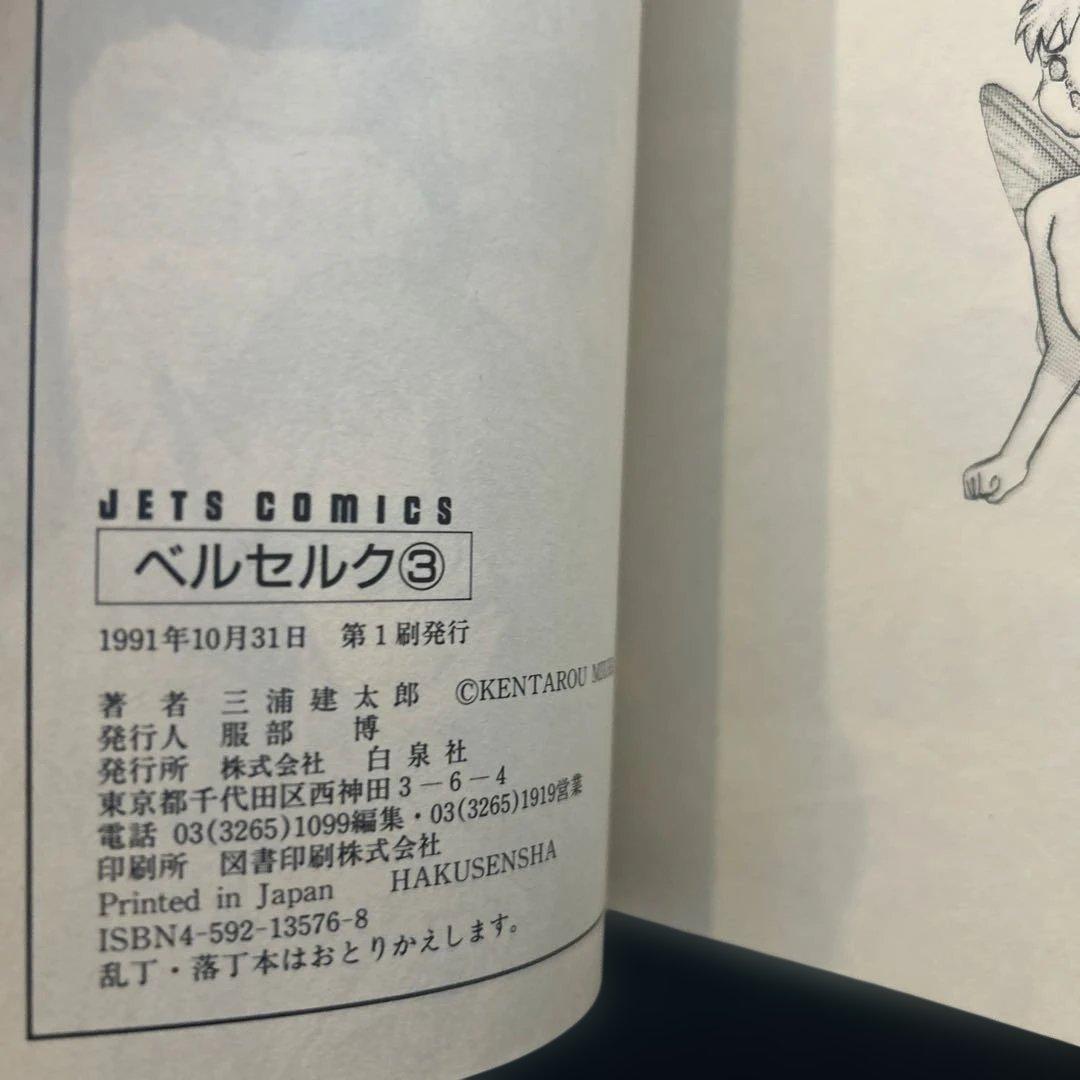 JETS COMICS
ベルセルク③
1991年10月31日 第1刷発行
著者 三浦建太郎 ©KENTAROU
発行人 服部 博
発行所 株式会社 白泉社
東京都千代田区西神田3-6-4
電話 03(3265)1099編集・03(3265)1919営業
印刷所 図書印刷株式会社
Printed in Japan HAKUSENSHA
ISBN4-592-13576-8
乱丁・落丁本はおとりかえします。